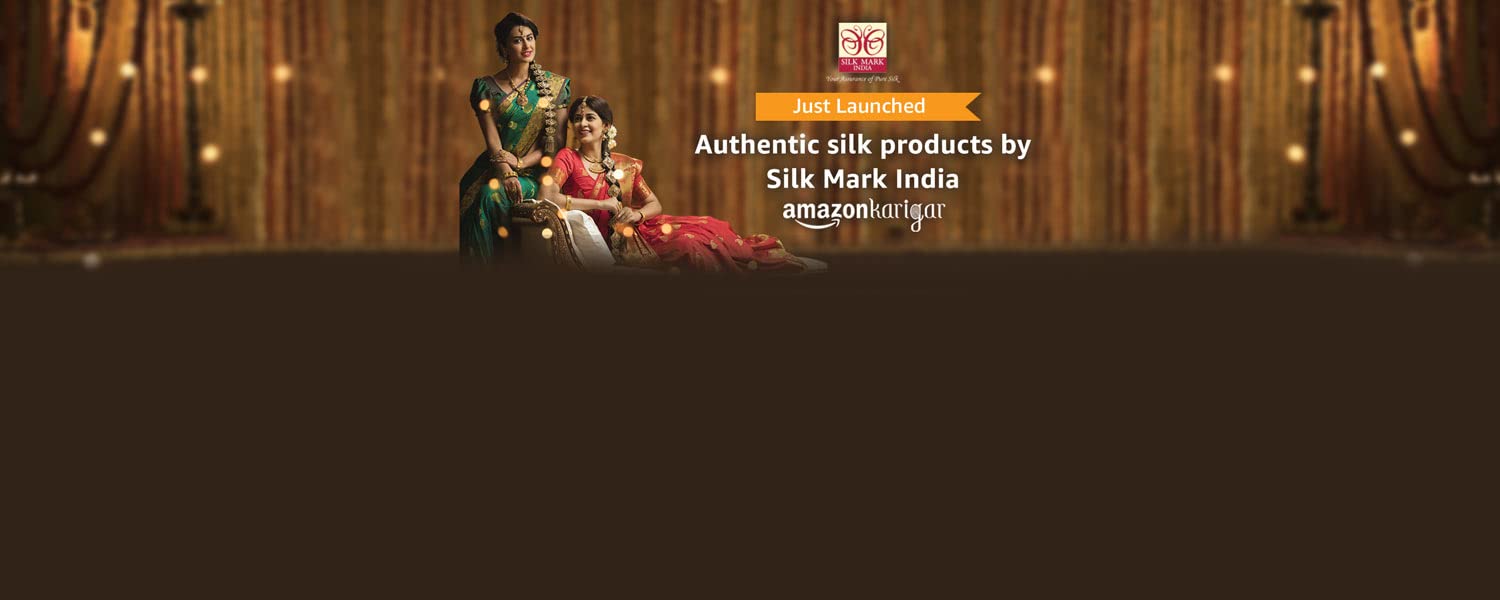 SILK MARK
INDIA
Your Assurance of Pure Silk
Just Launched
Authentic silk products by
Silk Mark India
amazonkarigar